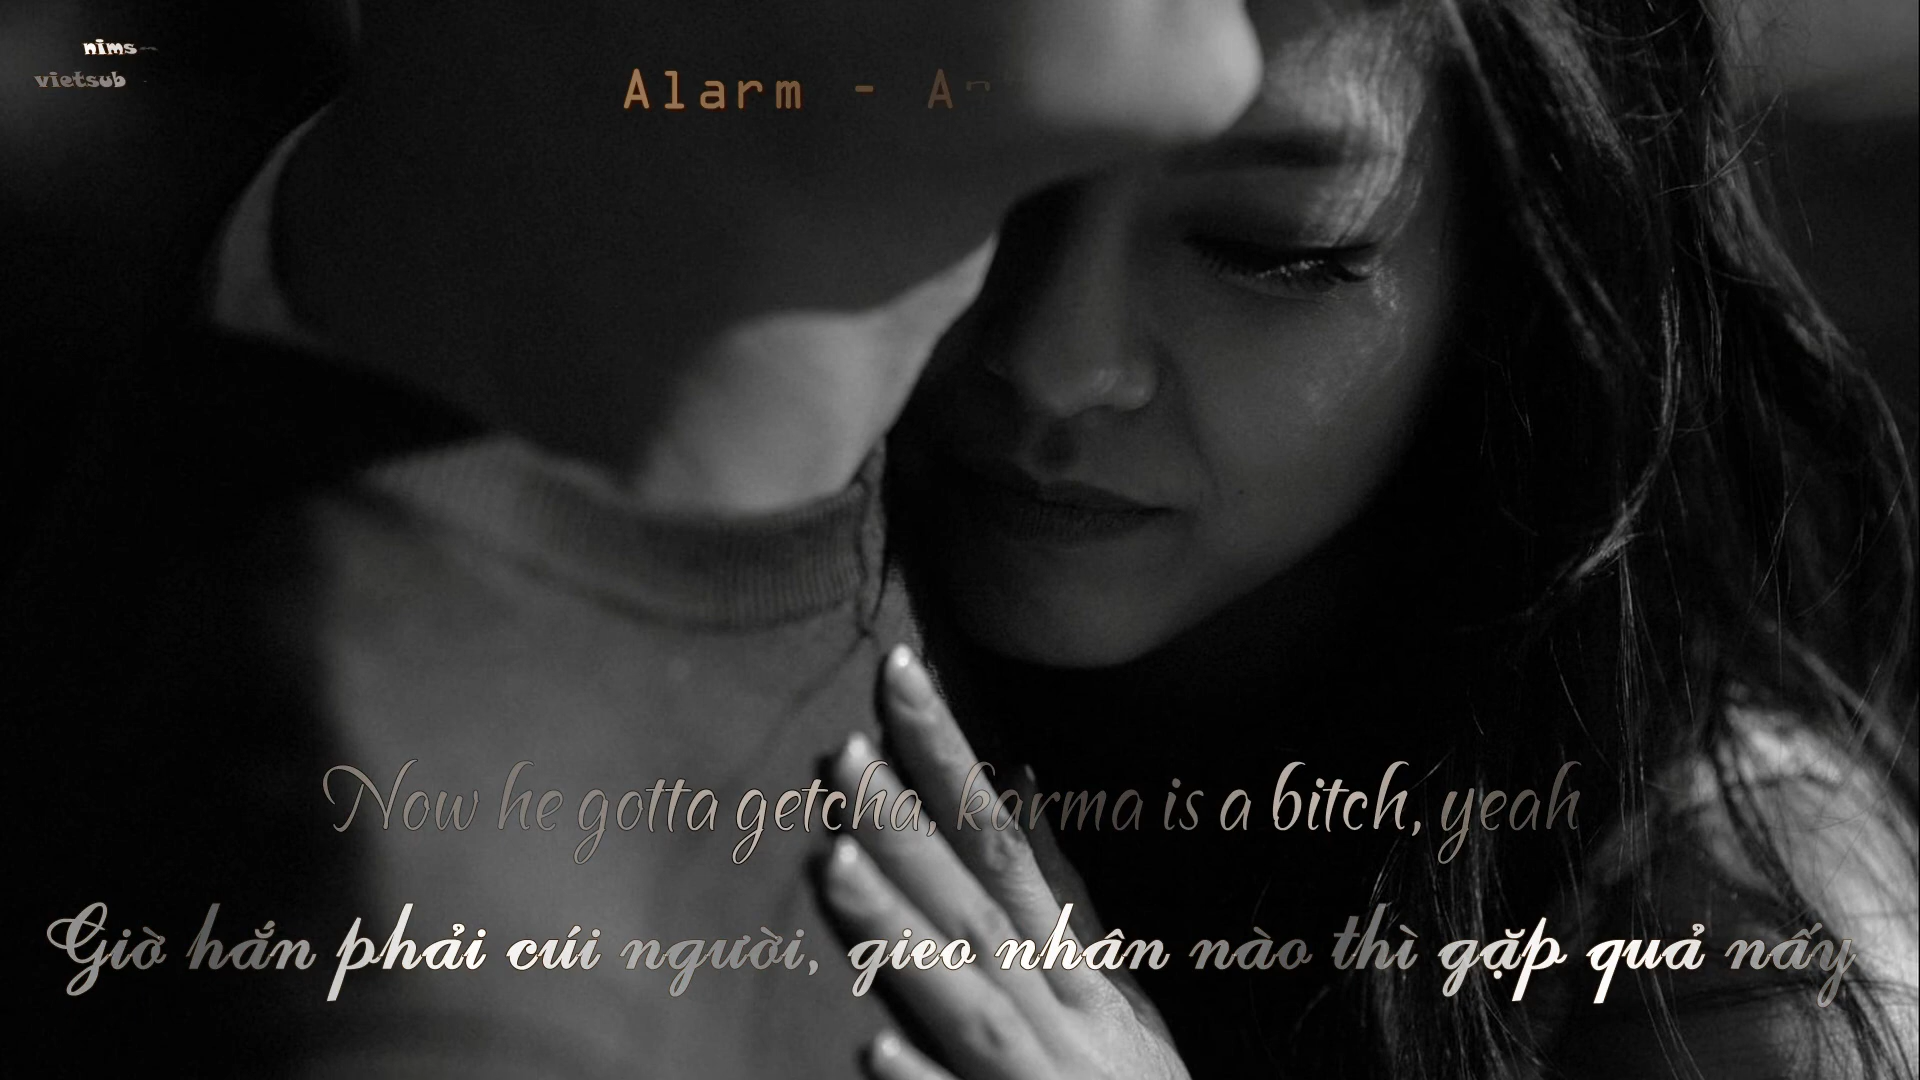 nims
vietsub
Alarm -
Now he gotta getcha, karma is a bitch, yeah
Giờ hắn phải cúi người, gieo nhân nào thì gặp quả nấy